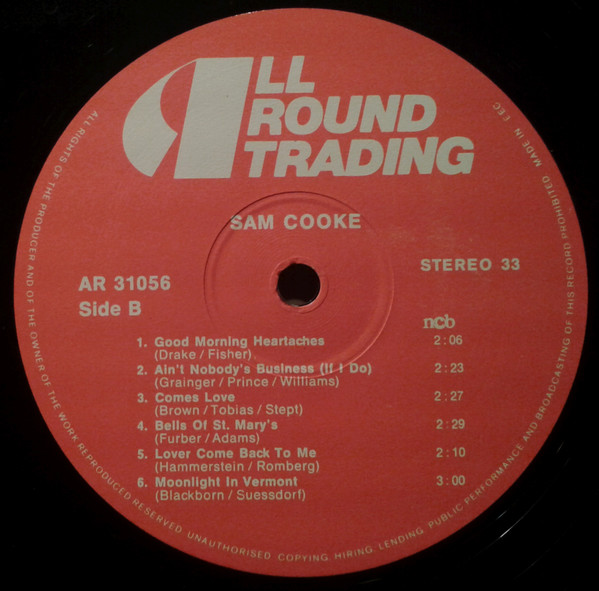 ALL
ROUND
TRADING
SAM COOKE
AR 31056
Side B
STEREO 33
ncb
1. Good Morning Heartaches 2:06
(Drake / Fisher)
2. Ain't Nobody's Business (If I Do) 2:23
(Grainger / Prince / Williams)
3. Comes Love 2:27
(Brown / Tobias / Stept)
4. Bells Of St. Mary's 2:29
(Furber / Adams)
5. Lover Come Back To Me 2:10
(Hammerstein / Romberg)
6. Moonlight In Vermont 3:00
(Blackborn / Suessdorf)
ALL RIGHTS OF THE PRODUCER AND OF THE OWNER OF THE WORK REPRODUCED RESERVED UNAUTHORISED COPYING, HIRING, LENDING, PUBLIC PERFORMANCE AND BROADCASTING OF THIS RECORD PROHIBITED MADE IN EEC